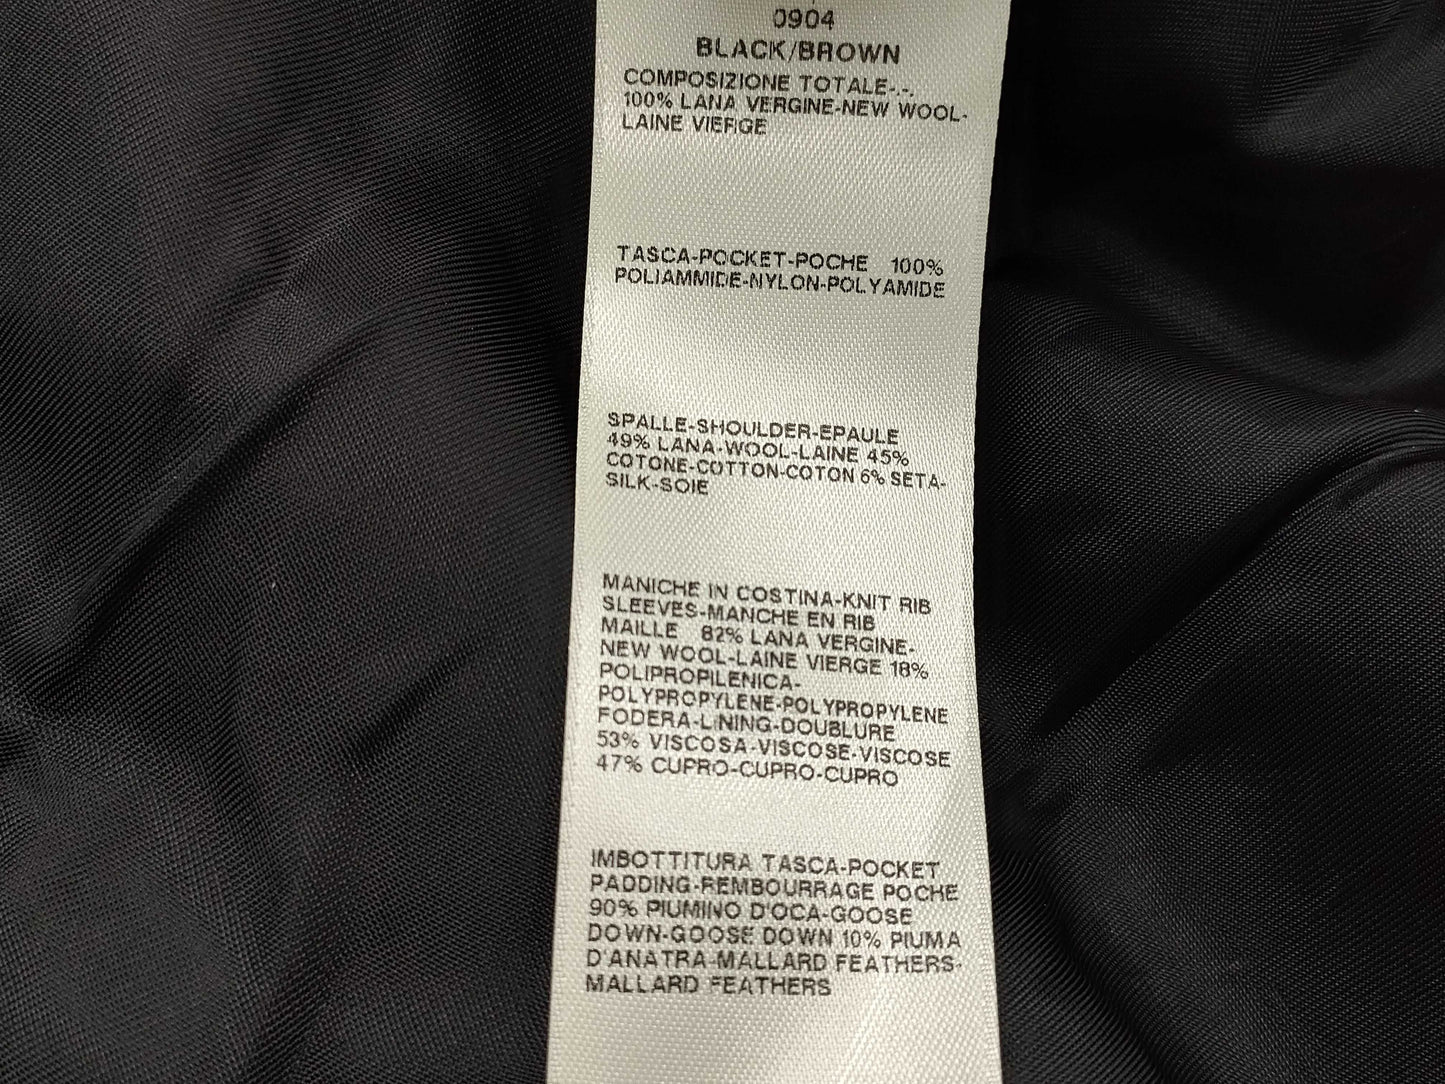 0904
BLACK/BROWN
COMPOSIZIONE TOTALE-.-.
100% LANA VERGINE-NEW WOOL-
LAINE VIERGE
TASCA-POCKET-POCHE 100%
POLIAMMIDE-NYLON-POLYAMIDE
SPALLE-SHOULDER-EPAULE
49% LANA-WOOL-LAINE 45%
COTONE-COTTON-COTON 6% SETA-
SILK-SOIE
MANICHE IN COSTINA-KNIT RIB
SLEEVES-MANCHE EN RIB
MAILLE 82% LANA VERGINE-
NEW WOOL-LAINE VIERGE 18%
POLIPROPILENICA-
POLYPROPYLENE-POLYPROPYLENE
FODERA-LINING-DOUBLURE
53% VISCOSA-VISCOSE-VISCOSE
47% CUPRO-CUPRO-CUPRO
IMBOTTITURA TASCA-POCKET
PADDING-REMBOURRAGE POCHE
90% PIUMINO D'OCA-GOOSE
DOWN-GOOSE DOWN 10% PIUMA
D'ANATRA-MALLARD FEATHERS-
MALLARD FEATHERS